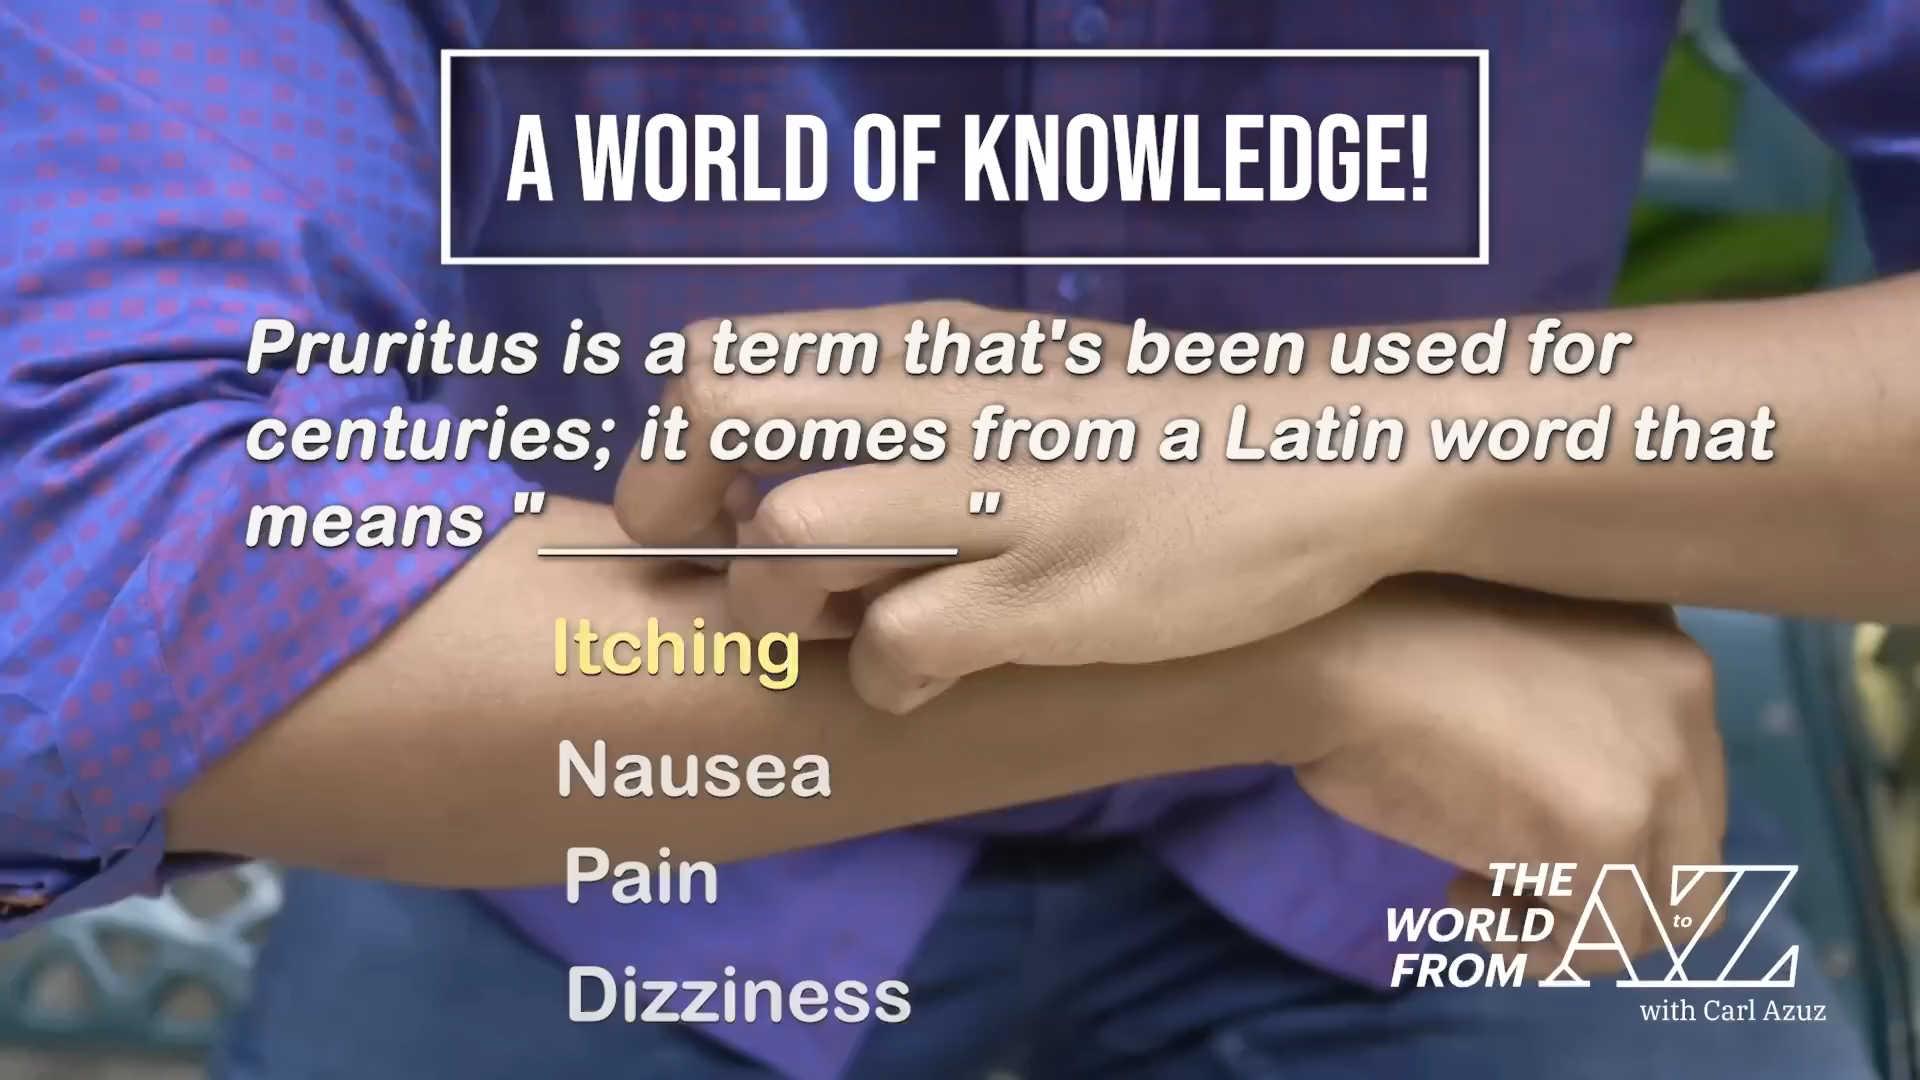 A WORLD OF KNOWLEDGE!
Pruritus is a term that's been used for
centuries; it comes from a Latin word that
means "____________"
Itching
Nausea
Pain
Dizziness
THE
WORLD
FROM
A to Z
with Carl Azuz